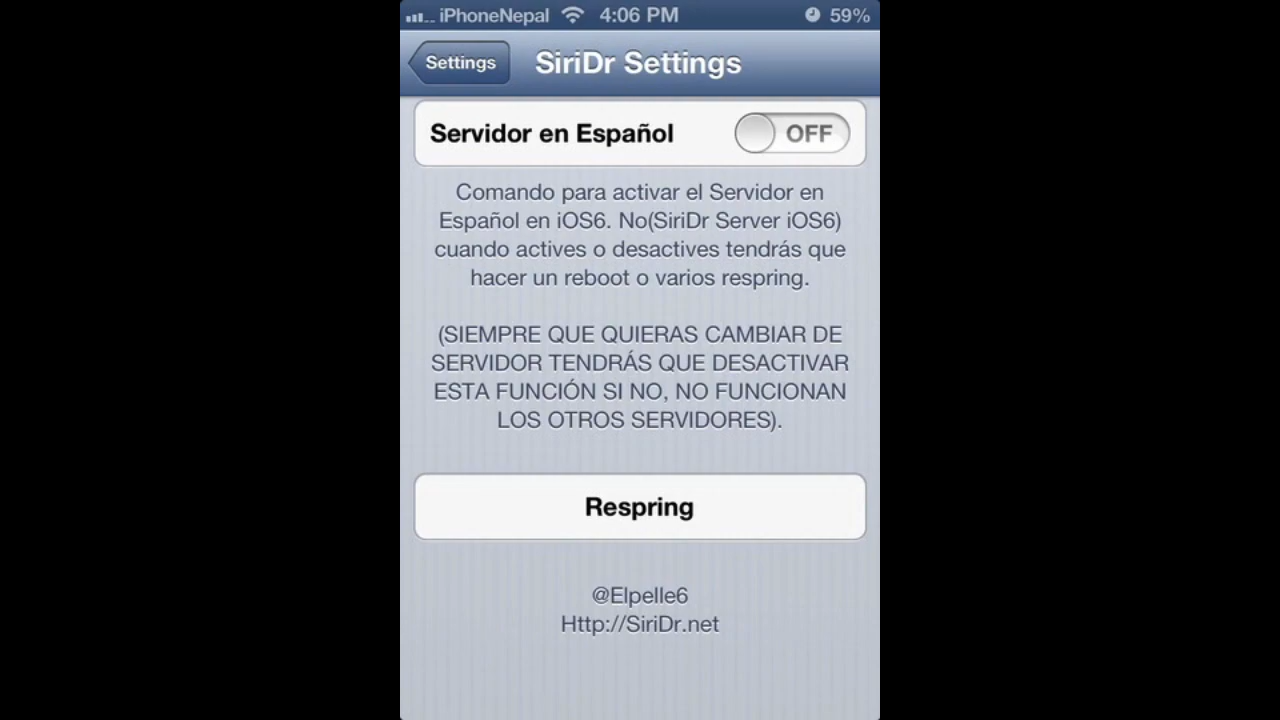 iPhoneNepal 4:06 PM 59%
Settings SiriDr Settings
Servidor en Español OFF
Comando para activar el Servidor en
Español en iOS6. No(SiriDr Server iOS6)
cuando actives o desactives tendrás que
hacer un reboot o varios respring.
(SIEMPRE QUE QUIERAS CAMBIAR DE
SERVIDOR TENDRÁS QUE DESACTIVAR
ESTA FUNCIÓN SI NO, NO FUNCIONAN
LOS OTROS SERVIDORES).
Respring
@Elpelle6
Http://SiriDr.net